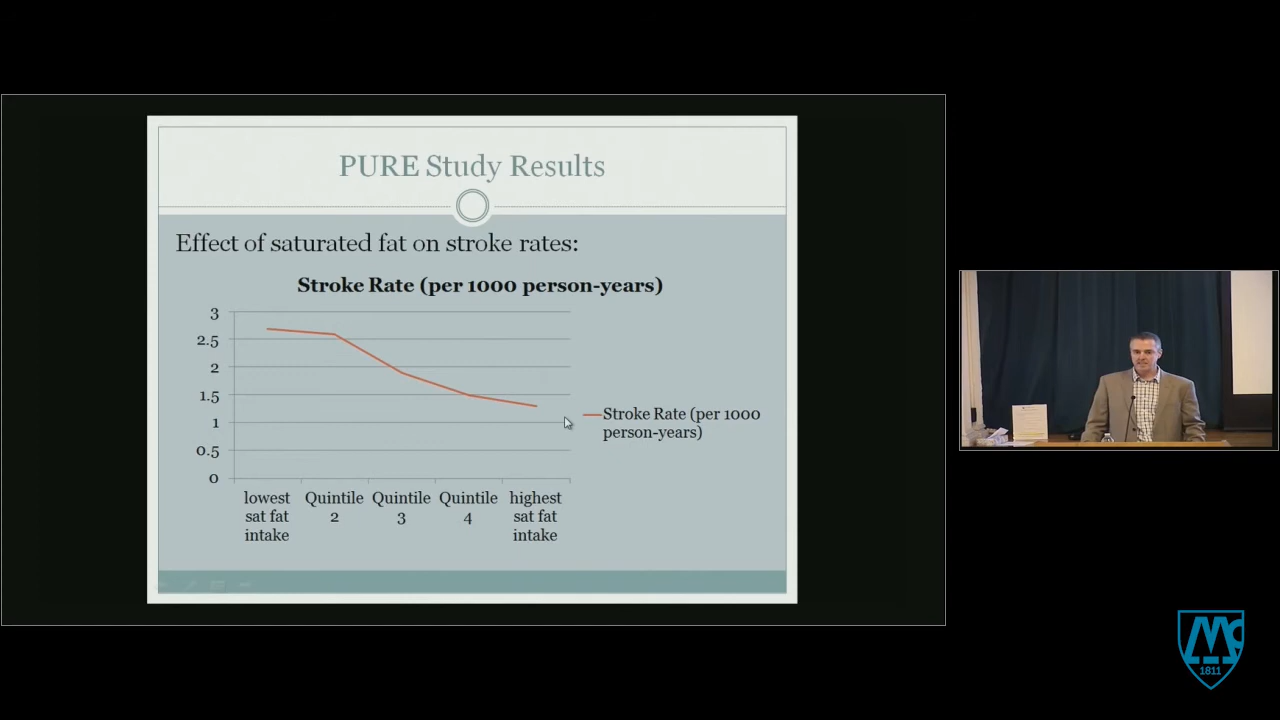 PURE Study Results
Effect of saturated fat on stroke rates:
Stroke Rate (per 1000 person-years)
3
2.5
2
1.5
1
0.5
0
lowest
sat fat
intake
Quintile
2
Quintile
3
Quintile
4
highest
sat fat
intake
Stroke Rate (per 1000
person-years)
1811